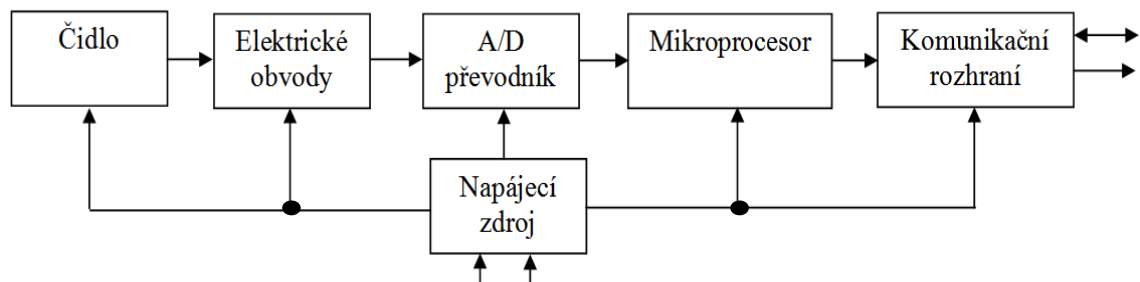 Čidlo
Elektrické
obvody
A/D
převodník
Mikroprocesor
Komunikační
rozhraní
Napájecí
zdroj